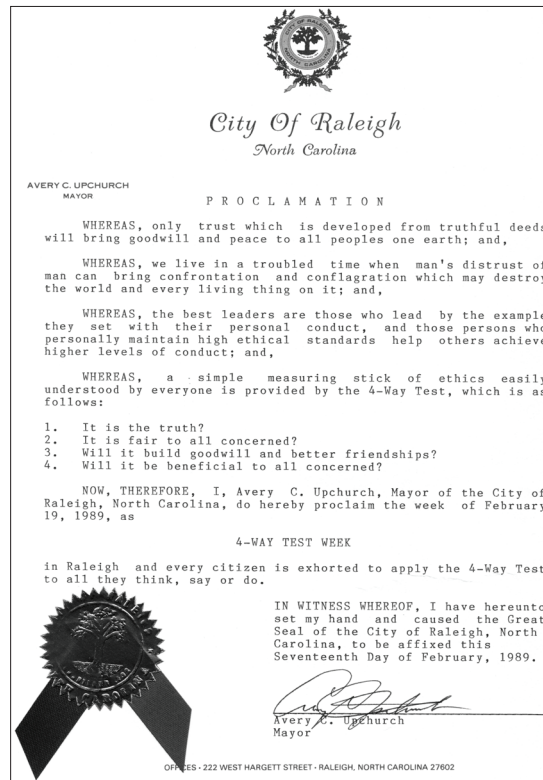 CITY OF RALEIGH
NORTH CAROLINA
City Of Raleigh
North Carolina
AVERY C. UPCHURCH
MAYOR
PROCLAMATION
WHEREAS, only trust which is developed from truthful deeds
will bring goodwill and peace to all peoples one earth; and,
WHEREAS, we live in a troubled time when man's distrust of
man can bring confrontation and conflagration which may destroy
the world and every living thing on it; and,
WHEREAS, the best leaders are those who lead by the example
they set with their personal conduct, and those persons who
personally maintain high ethical standards help others achieve
higher levels of conduct; and,
WHEREAS, a simple measuring stick of ethics easily
understood by everyone is provided by the 4-Way Test, which is as
follows:
1. It is the truth?
2. It is fair to all concerned?
3. Will it build goodwill and better friendships?
4. Will it be beneficial to all concerned?
NOW, THEREFORE, I, Avery C. Upchurch, Mayor of the City of
Raleigh, North Carolina, do hereby proclaim the week of February
19, 1989, as
4-WAY TEST WEEK
in Raleigh and every citizen is exhorted to apply the 4-Way Test
to all they think, say or do.
IN WITNESS WHEREOF, I have hereunto
set my hand and caused the Great
Seal of the City of Raleigh, North
Carolina, to be affixed this
Seventeenth Day of February, 1989.
Avery C. Upchurch
Avery C. Upchurch
Mayor
OFFICES • 222 WEST HARGETT STREET • RALEIGH, NORTH CAROLINA 27602